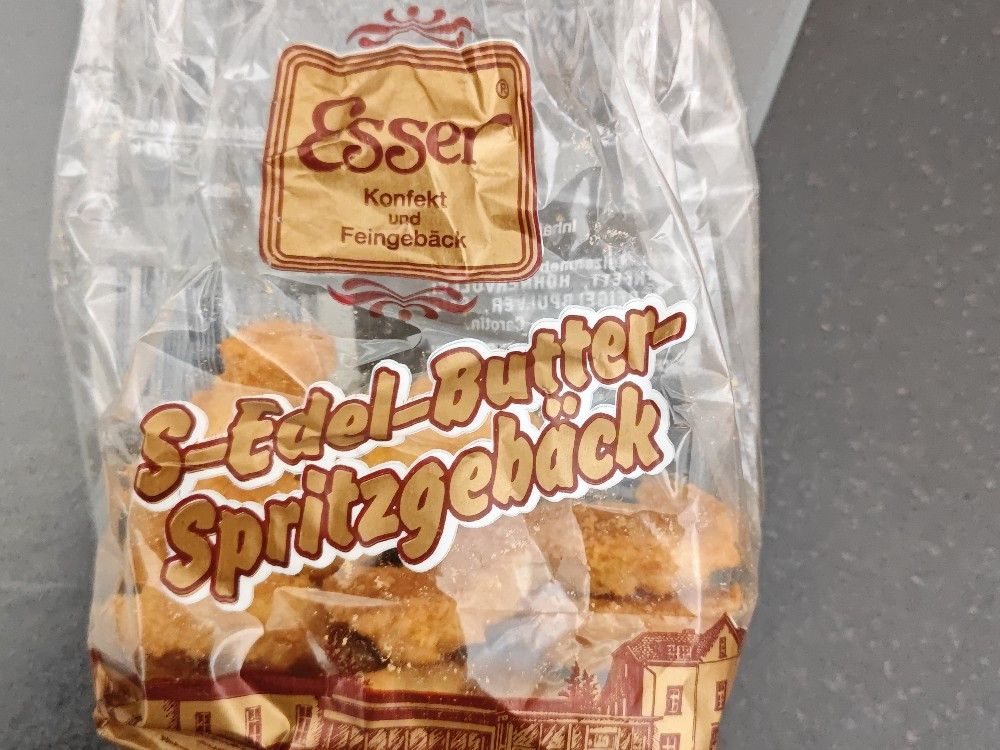 Esser®
Konfekt
und
Feingebäck
S-Edel-Butter-
Spritzgebäck